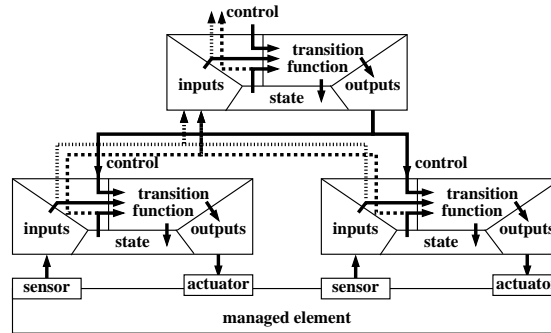 control
transition
function
inputs
outputs
state
control
control
transition
function
inputs
outputs
state
transition
function
inputs
outputs
state
sensor
actuator
sensor
actuator
managed element